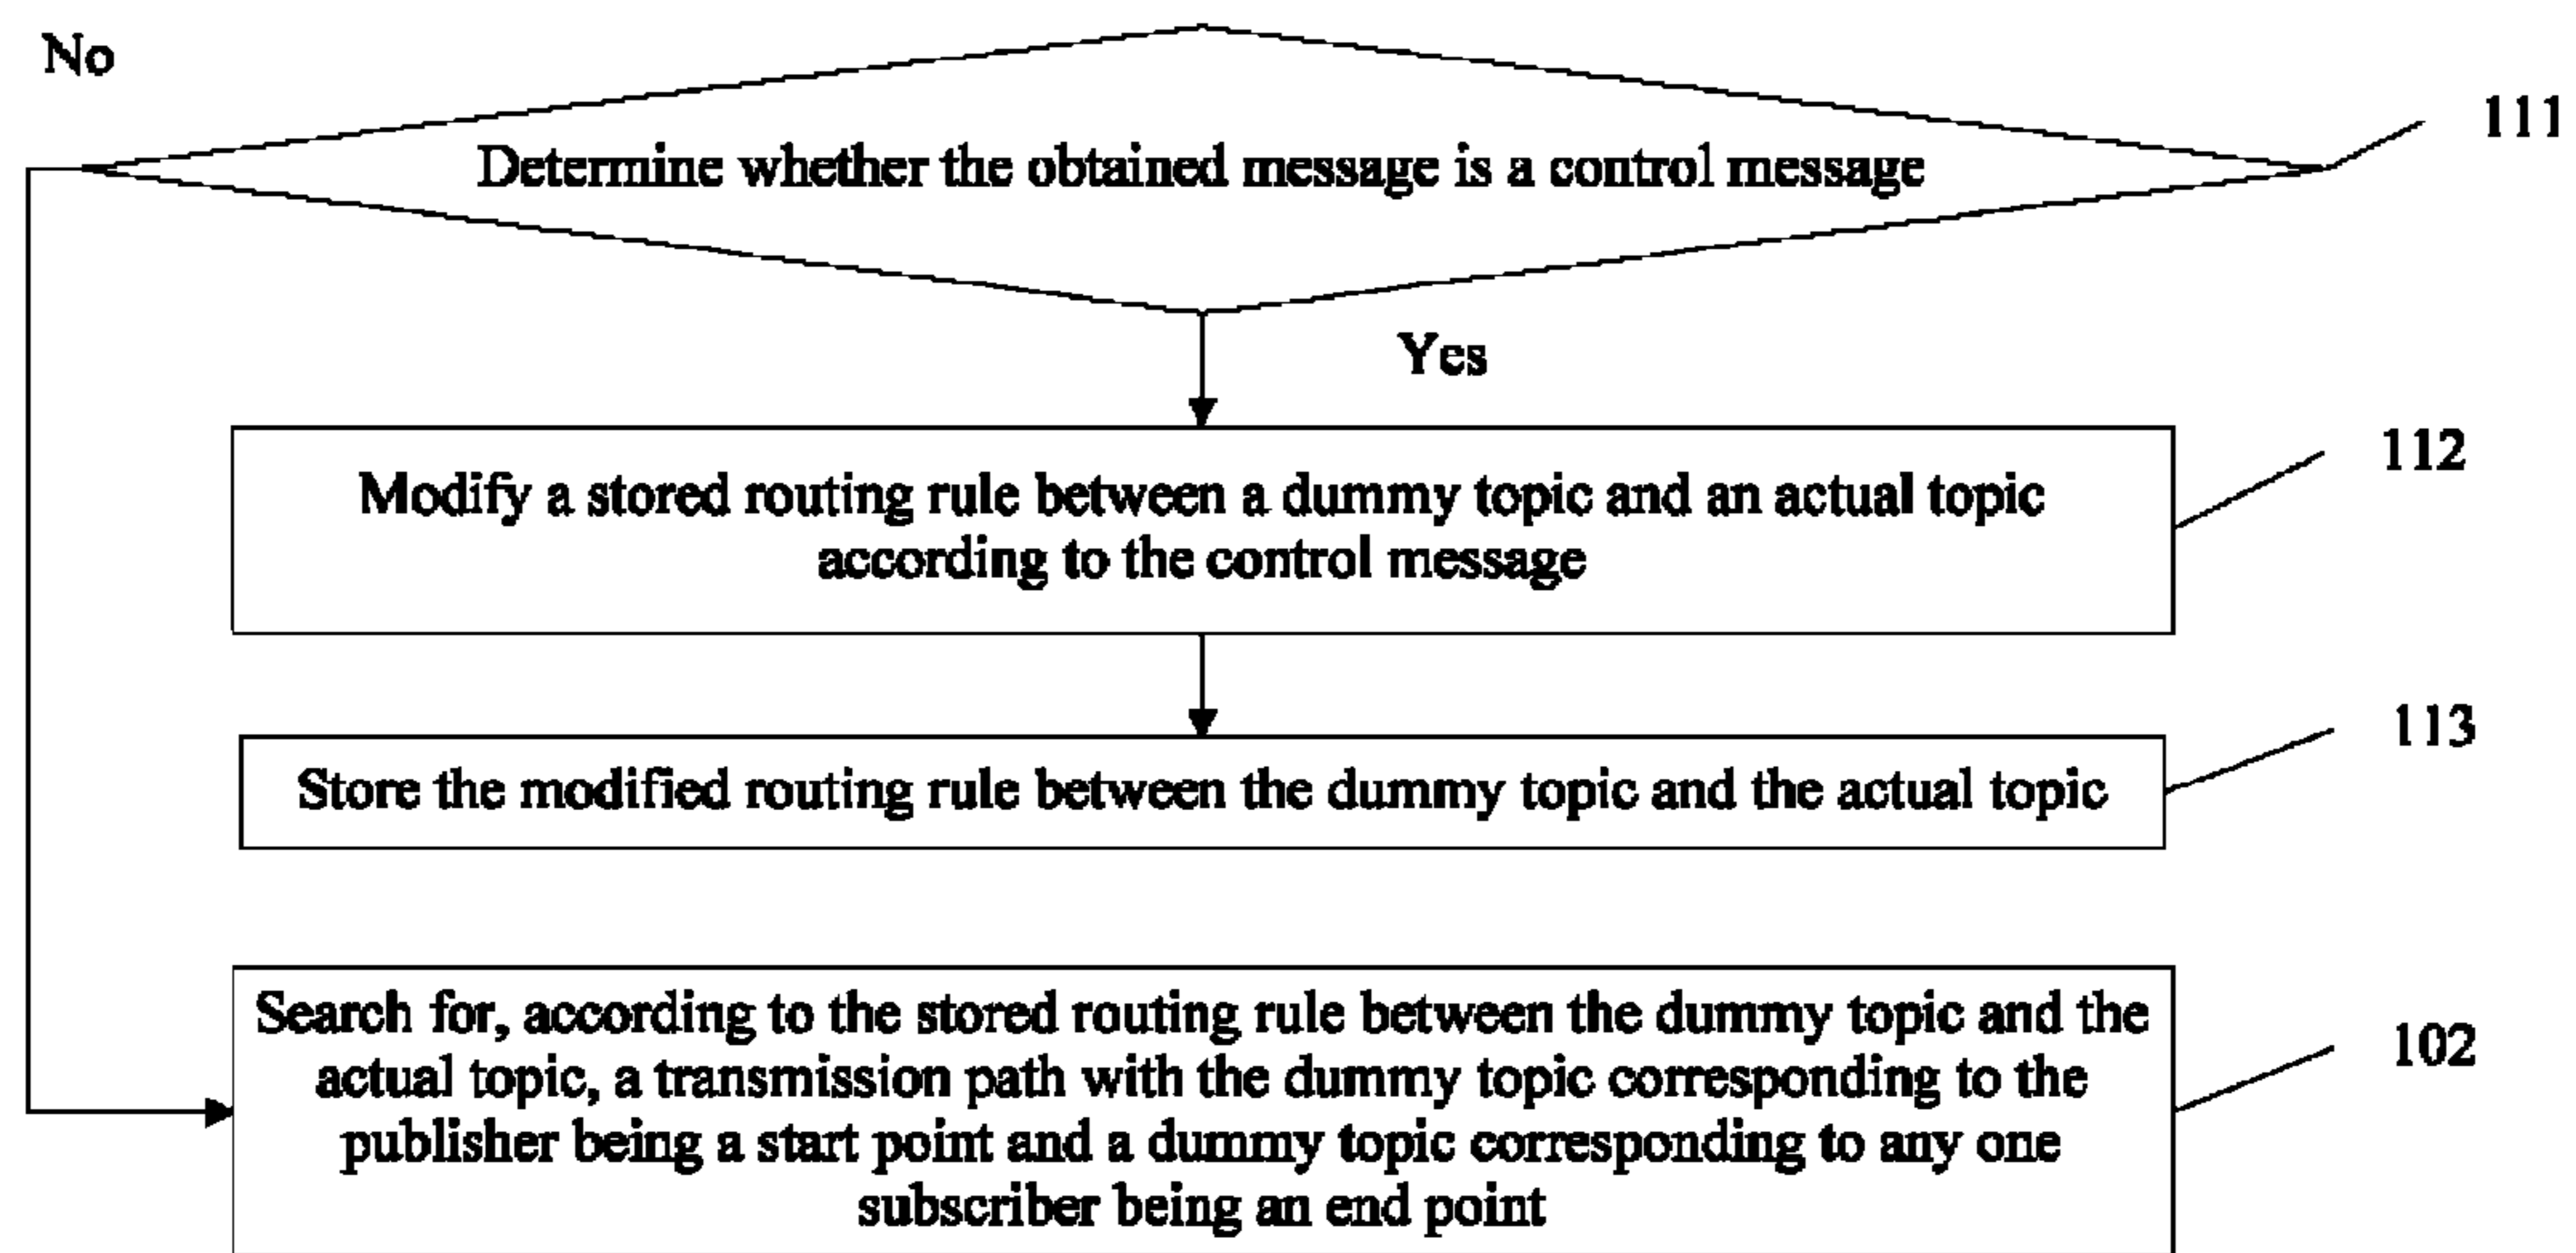 No
111
Determine whether the obtained message is a control message
Yes
112
Modify a stored routing rule between a dummy topic and an actual topic
according to the control message
113
Store the modified routing rule between the dummy topic and the actual topic
Search for, according to the stored routing rule between the dummy topic and the
actual topic, a transmission path with the dummy topic corresponding to the
102
publisher being a start point and a dummy topic corresponding to any one
subscriber being an end point